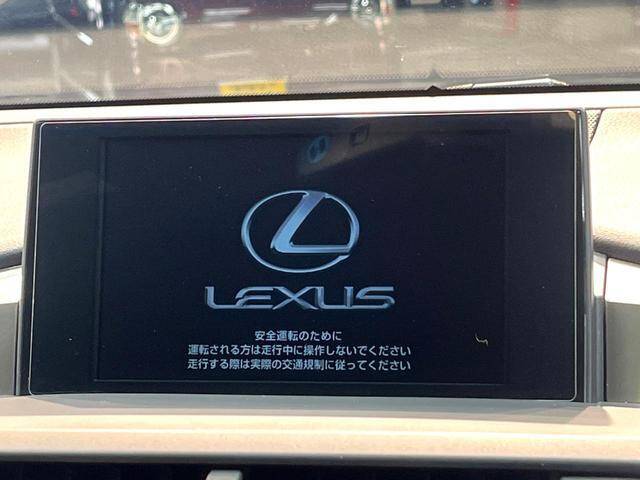 LEXUS
安全運転のために
運転される方は走行中に操作しないでください
走行する際は実際の交通規制に従ってください